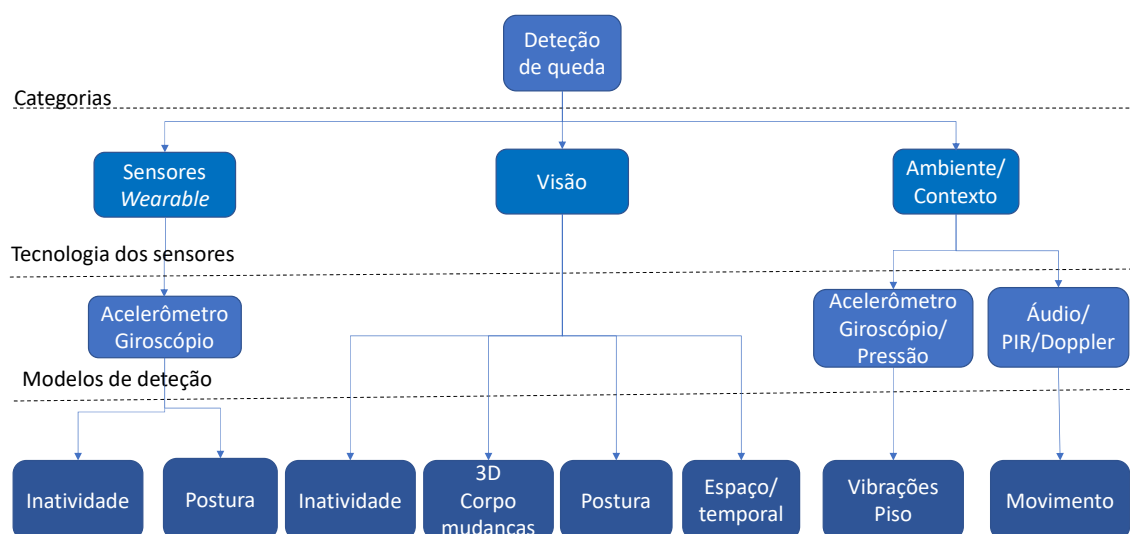 Deteção
de queda
Categorias
Sensores
Wearable
Visão
Ambiente/
Contexto
Tecnologia dos sensores
Acelerômetro
Giroscópio
Acelerômetro
Giroscópio/
Pressão
Áudio/
PIR/Doppler
Modelos de deteção
Inatividade
Postura
Inatividade
3D
Corpo
mudanças
Postura
Espaço/
temporal
Vibrações
Piso
Movimento